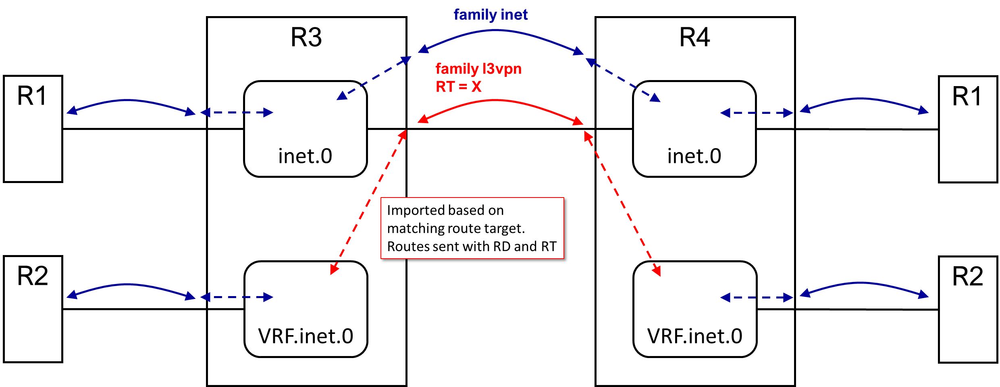 family inet
R3
R4
family l3vpn
RT = X
R1
R1
inet.0
inet.0
Imported based on
matching route target.
Routes sent with RD and RT
R2
R2
VRF.inet.0
VRF.inet.0